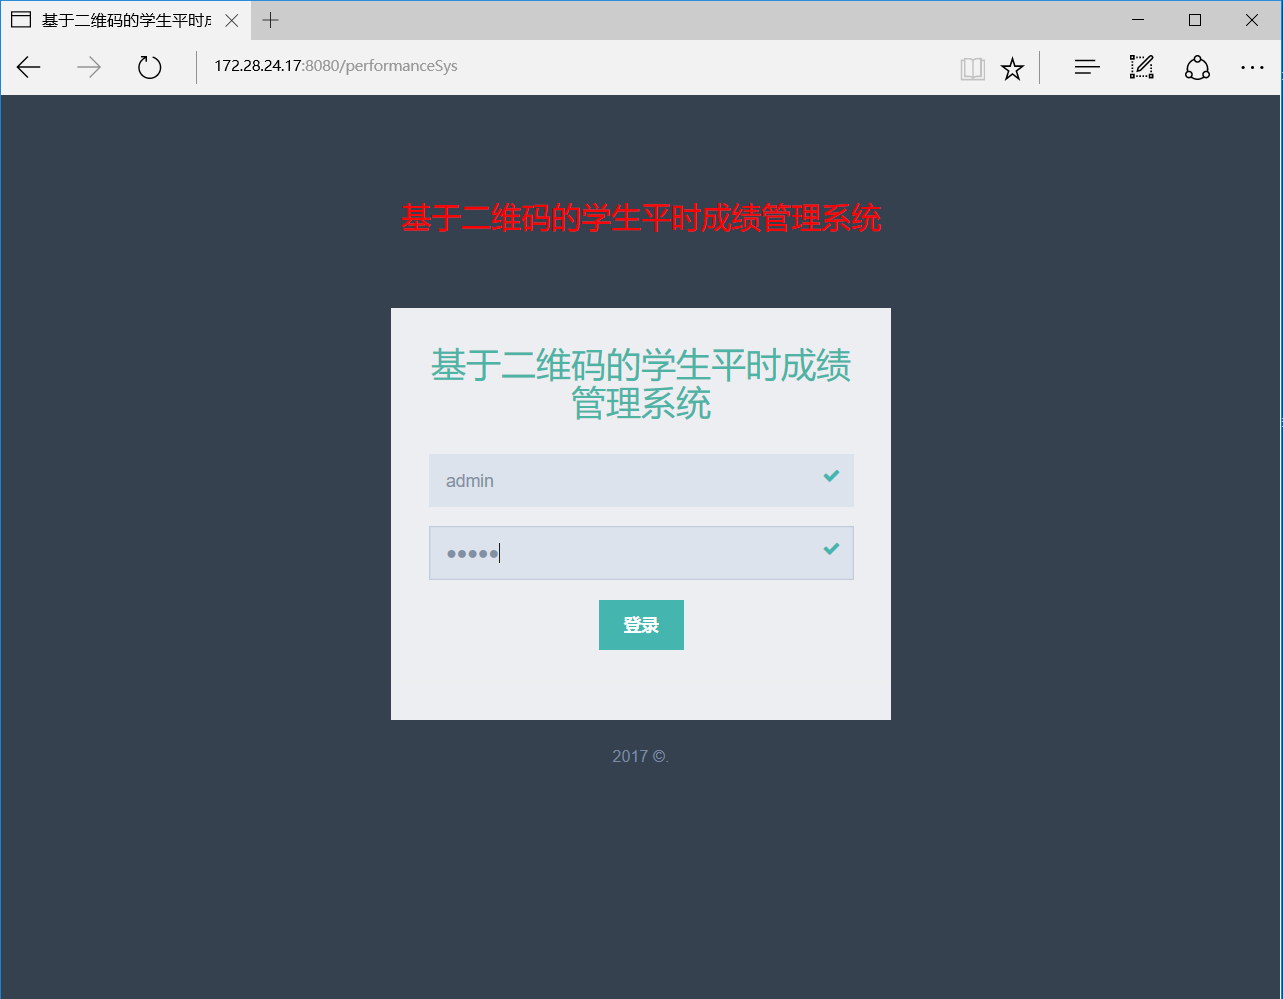 基于二维码的学生平时
172.28.24.17:8080/performanceSys
基于二维码的学生平时成绩管理系统
基于二维码的学生平时成绩
管理系统
admin
●●●●●
登录
2017 ©.